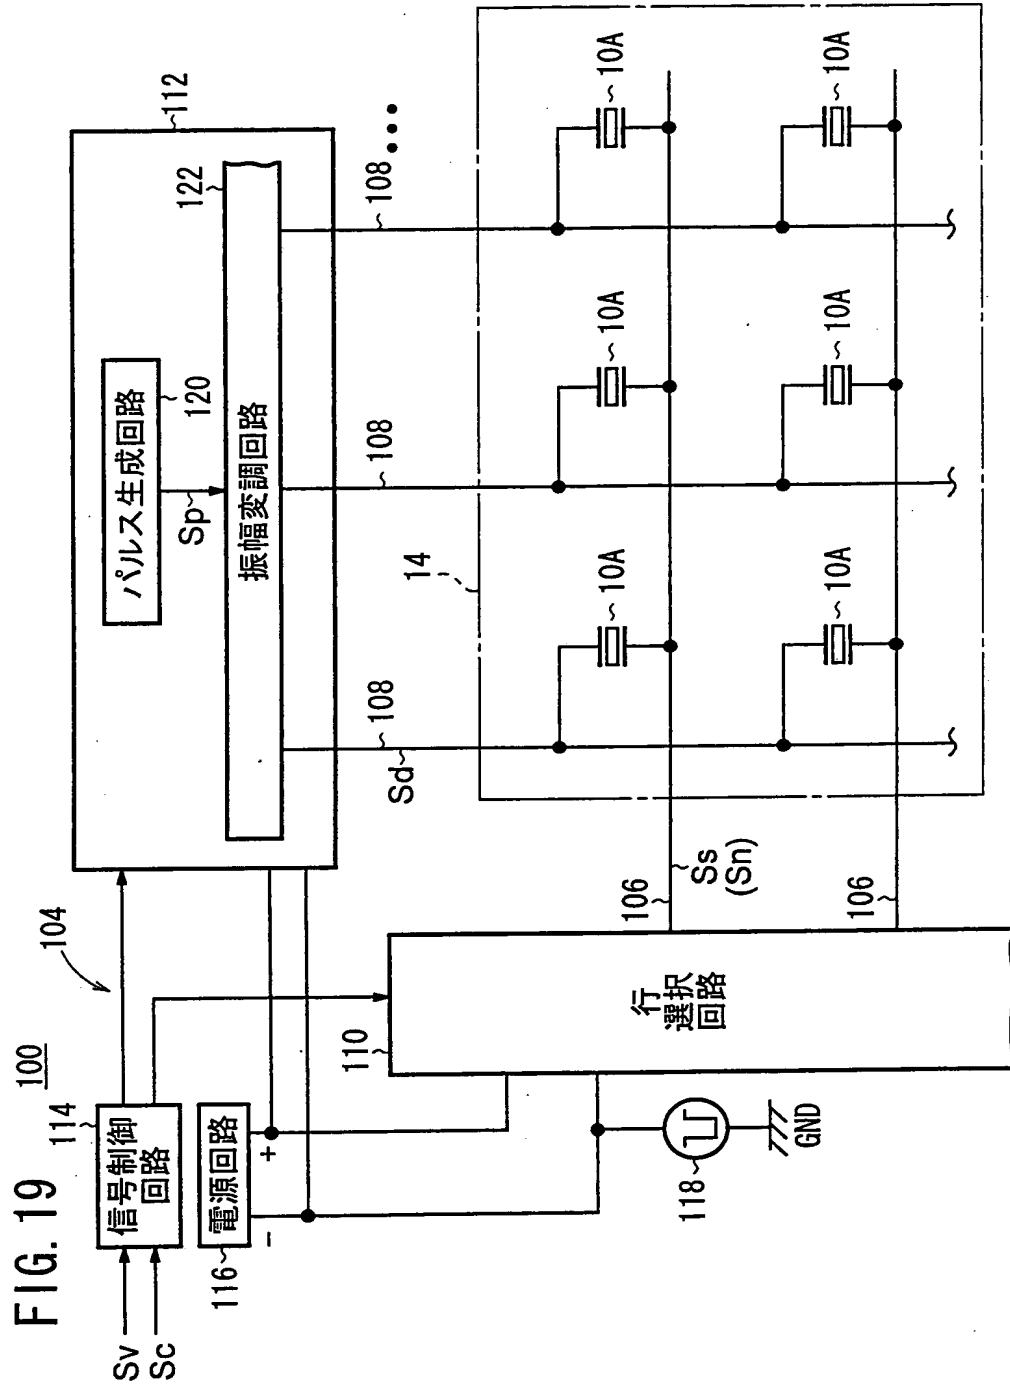 FIG. 19
100
104
Sv
Sc
信号制御
回路
114
電源回路
116
+
-
118
GND
行
選択
回路
110
112
パルス生成回路
120
Sp
振幅変調回路
122
Sd
108
108
108
14
106
Ss
(Sn)
10A
10A
10A
106
10A
10A
10A